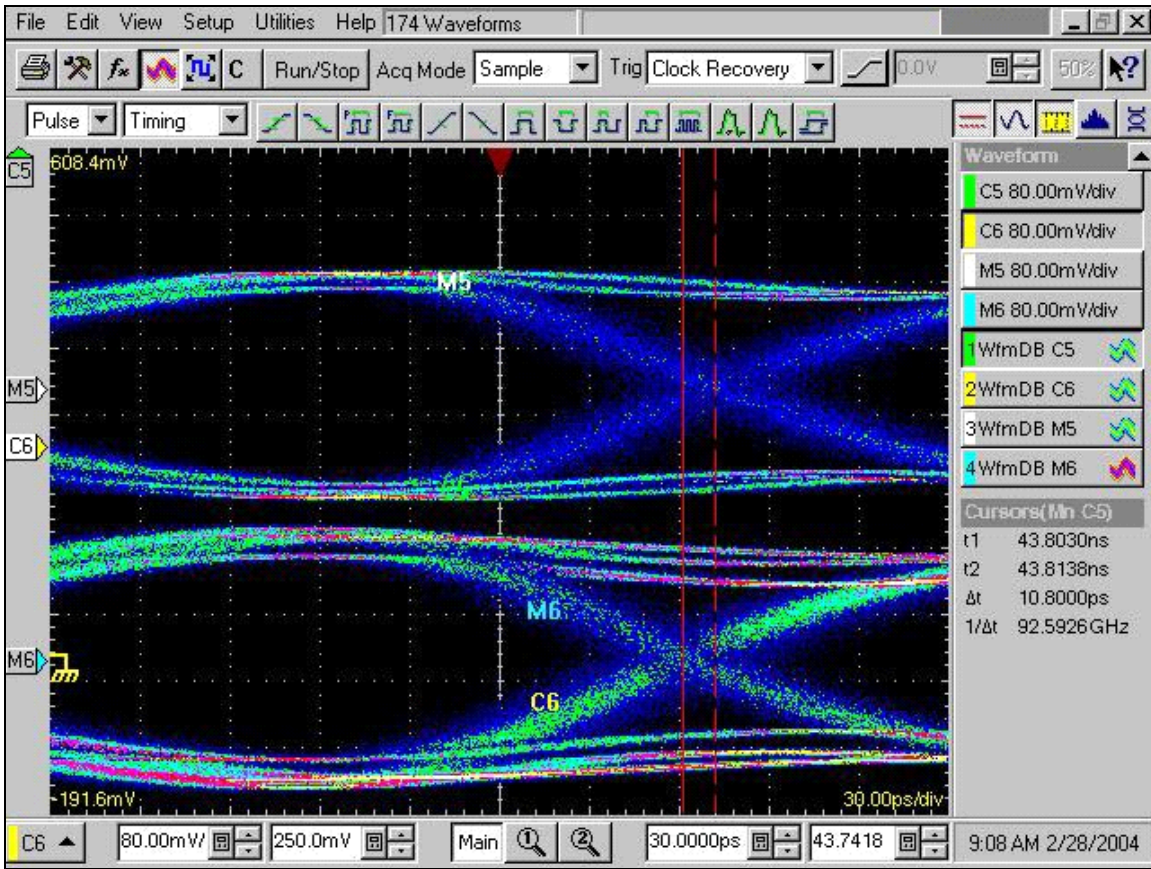 File Edit View Setup Utilities Help 174 Waveforms
C Run/Stop Acq Mode Sample Trig Clock Recovery 0.0V 50%
Pulse Timing
C5
608.4mV
M5
M5
C6
M6
C6
M6
-191.6mV
30.00ps/div
Waveform
C5 80.00mV/div
C6 80.00mV/div
M5 80.00mV/div
M6 80.00mV/div
1 WfmDB C5
2 WfmDB C6
3 WfmDB M5
4 WfmDB M6
Cursors(Mn C5)
t1 43.8030ns
t2 43.8138ns
Δt 10.8000ps
1/Δt 92.5926GHz
C6 80.00mV/ 250.0mV Main 1 2 30.0000ps 43.7418 9:08 AM 2/28/2004